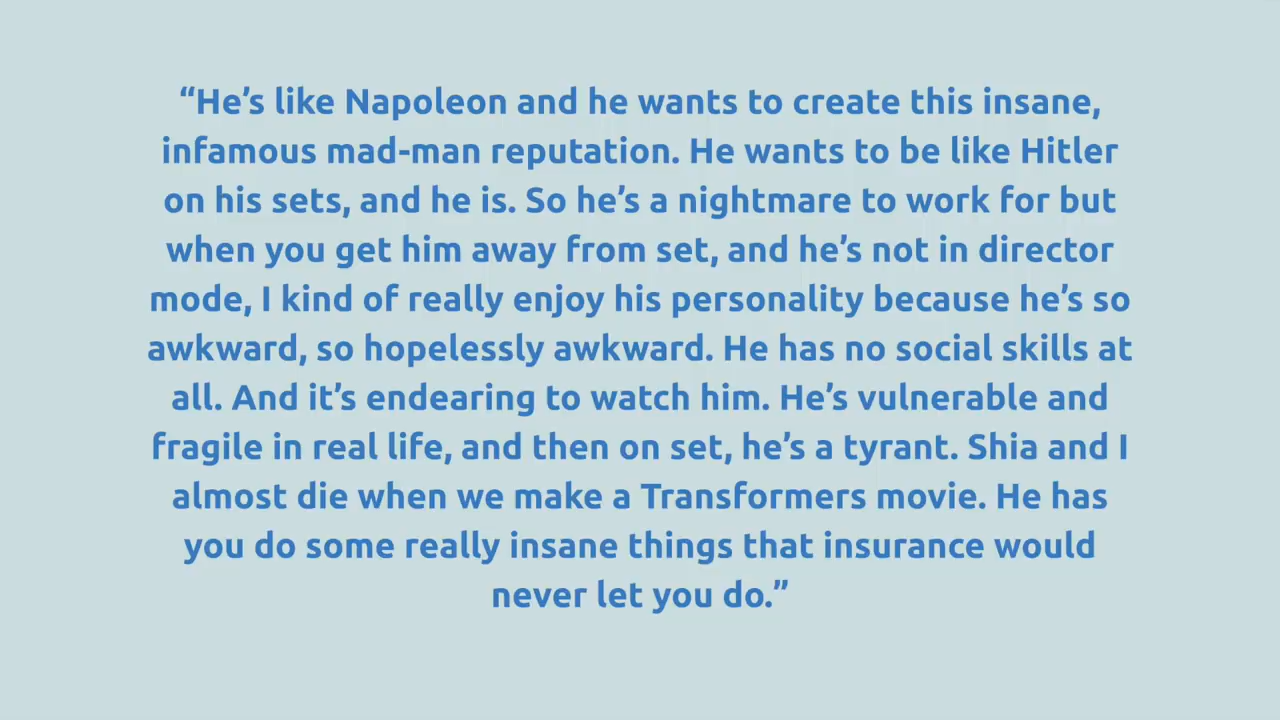 “He’s like Napoleon and he wants to create this insane,
infamous mad-man reputation. He wants to be like Hitler
on his sets, and he is. So he’s a nightmare to work for but
when you get him away from set, and he’s not in director
mode, I kind of really enjoy his personality because he’s so
awkward, so hopelessly awkward. He has no social skills at
all. And it’s endearing to watch him. He’s vulnerable and
fragile in real life, and then on set, he’s a tyrant. Shia and I
almost die when we make a Transformers movie. He has
you do some really insane things that insurance would
never let you do.”